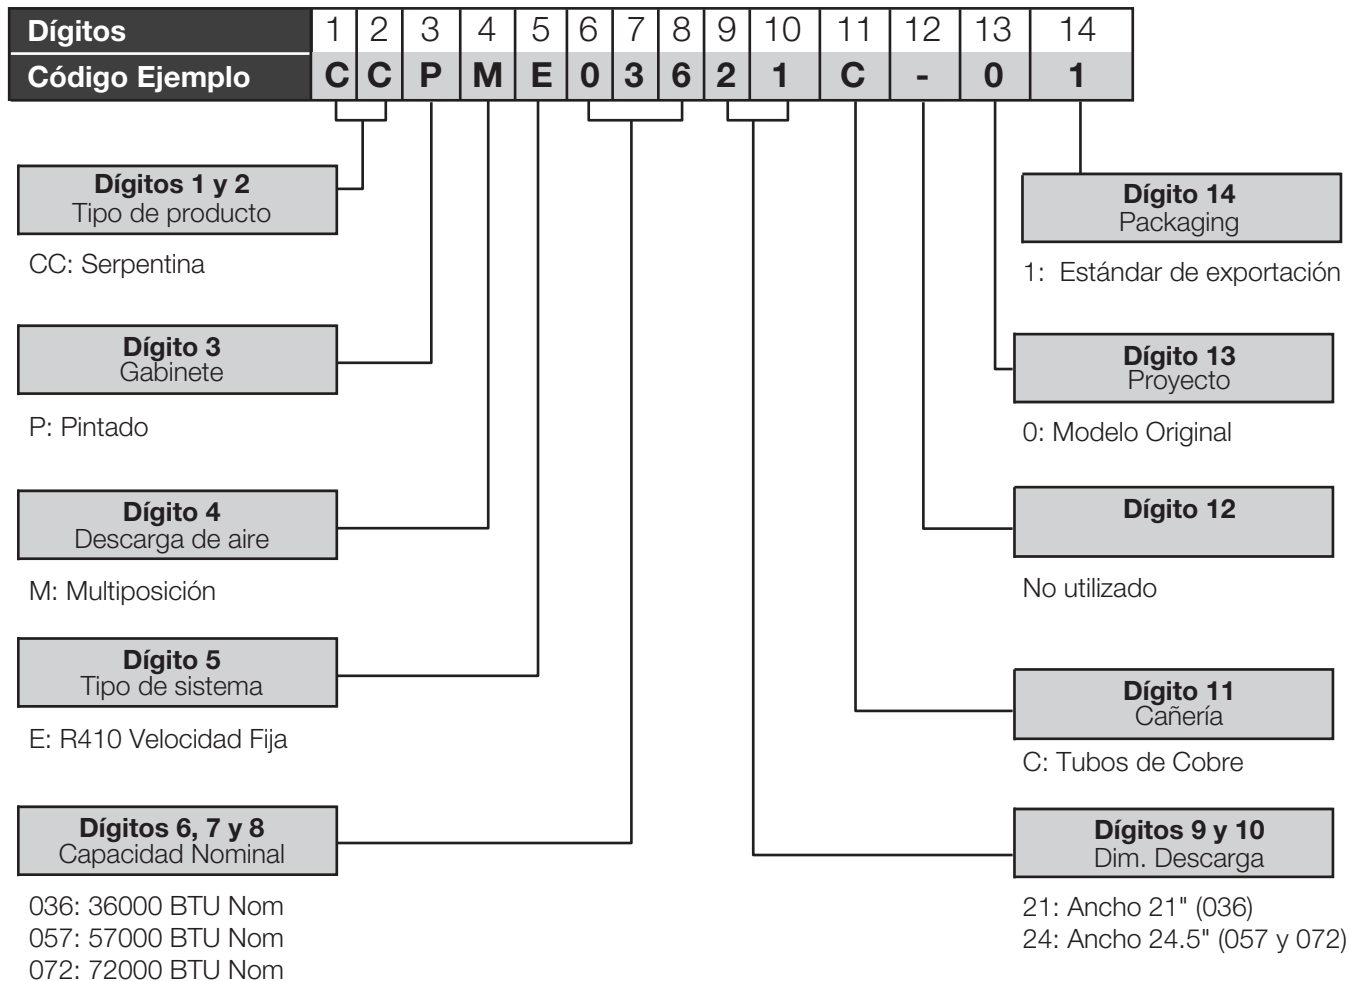 Dígitos 1 2 3 4 5 6 7 8 9 10 11 12 13 14
Código Ejemplo C C P M E 0 3 6 2 1 C - 0 1
Dígitos 1 y 2
Tipo de producto
CC: Serpentina
Dígito 3
Gabinete
P: Pintado
Dígito 4
Descarga de aire
M: Multiposición
Dígito 5
Tipo de sistema
E: R410 Velocidad Fija
Dígitos 6, 7 y 8
Capacidad Nominal
036: 36000 BTU Nom
057: 57000 BTU Nom
072: 72000 BTU Nom
Dígito 14
Packaging
1: Estándar de exportación
Dígito 13
Proyecto
0: Modelo Original
Dígito 12
No utilizado
Dígito 11
Cañería
C: Tubos de Cobre
Dígitos 9 y 10
Dim. Descarga
21: Ancho 21" (036)
24: Ancho 24.5" (057 y 072)